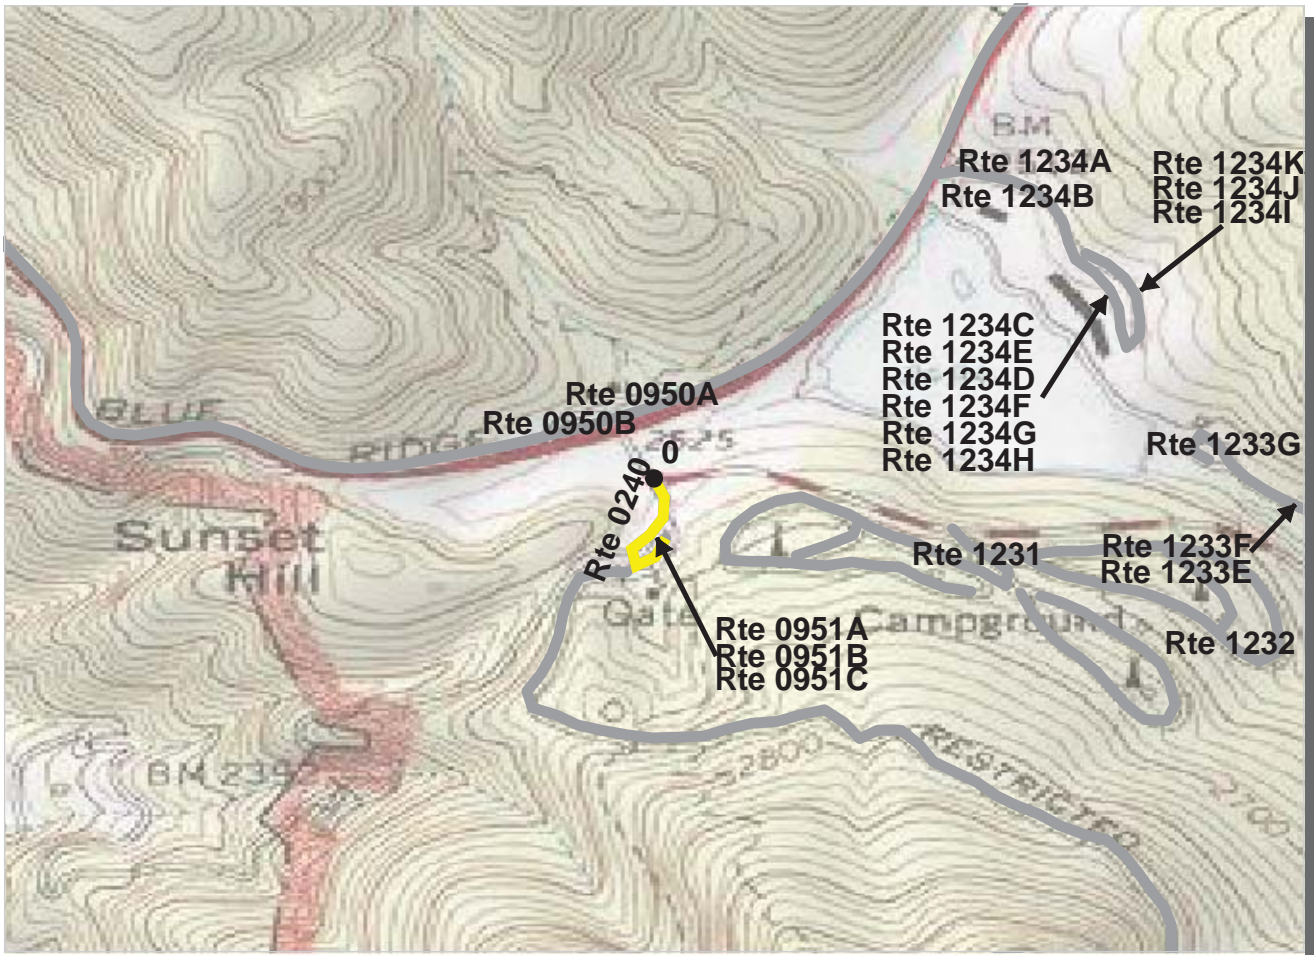 BM
Rte 1234A
Rte 1234B
Rte 1234K
Rte 1234J
Rte 1234I
Rte 1234C
Rte 1234E
Rte 1234D
Rte 1234F
Rte 1234G
Rte 1234H
Rte 0950A
Rte 0950B
BLUE
RIDGE
0
Rte 0240
Rte 1233G
Sunset
Hill
Rte 1231
Rte 1233F
Rte 1233E
Gate
Campground
Rte 0951A
Rte 0951B
Rte 0951C
Rte 1232
RESTRICTED
2800
2700
BM 239